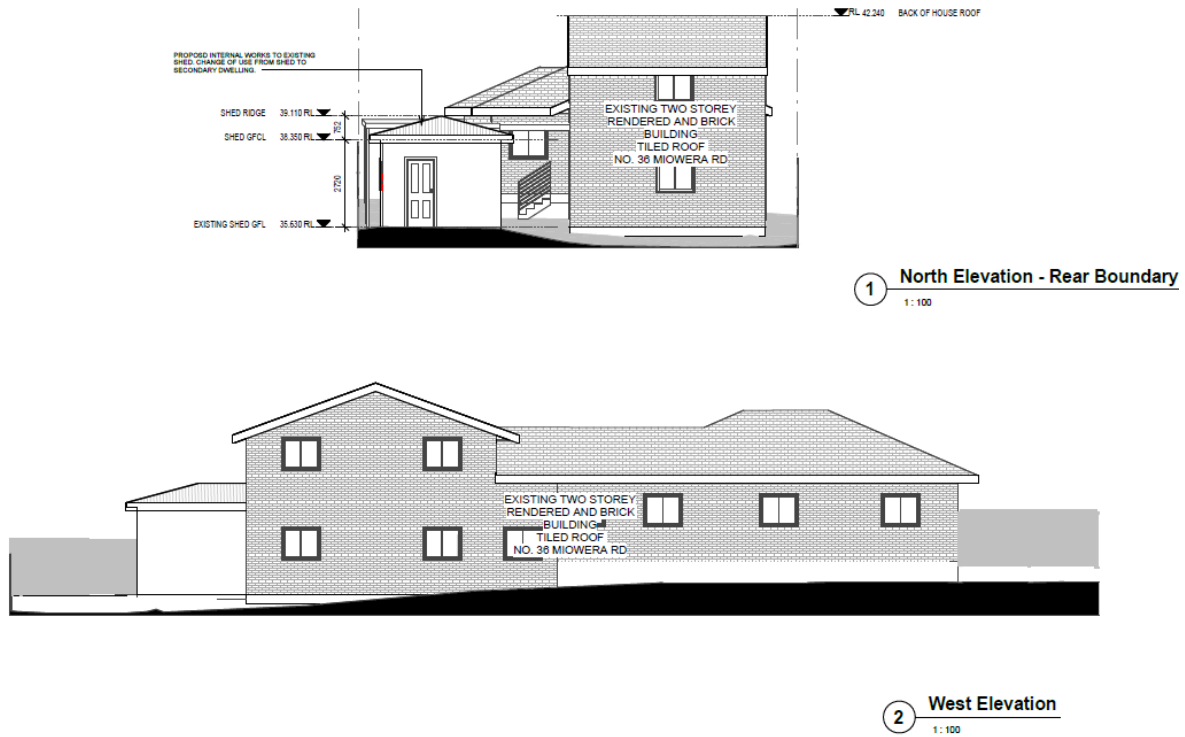 RL 42.240 BACK OF HOUSE ROOF
PROPOSD INTERNAL WORKS TO EXISTING
SHED. CHANGE OF USE FROM SHED TO
SECONDARY DWELLING.
SHED RIDGE 39.110 RL
752
SHED GFCL 38.350 RL
2720
EXISTING SHED GFL 35.630 RL
EXISTING TWO STOREY
RENDERED AND BRICK
BUILDING
TILED ROOF
NO. 36 MIOWERA RD
1 North Elevation - Rear Boundary
1 : 100
EXISTING TWO STOREY
RENDERED AND BRICK
BUILDING
TILED ROOF
NO. 36 MIOWERA RD
2 West Elevation
1 : 100